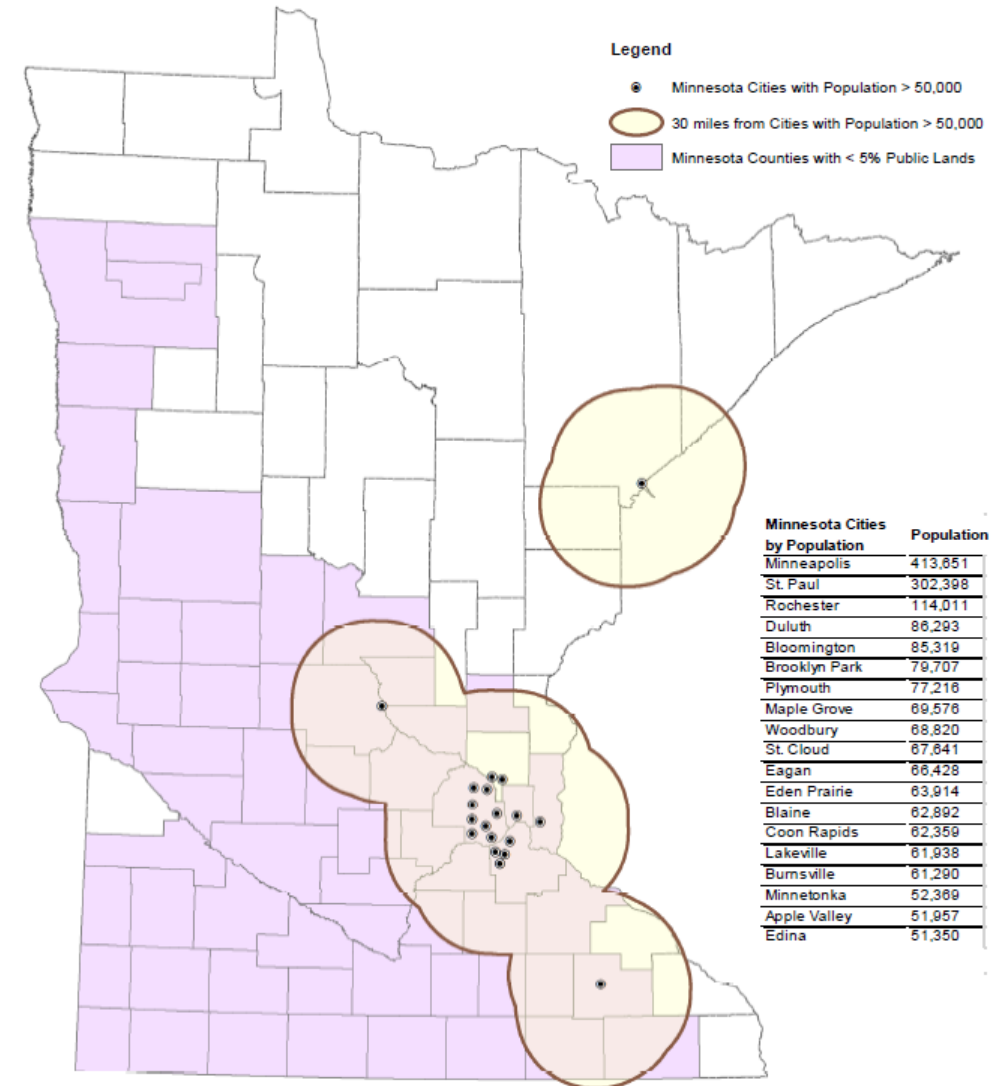 Legend
Minnesota Cities with Population > 50,000
30 miles from Cities with Population > 50,000
Minnesota Counties with < 5% Public Lands
Minnesota Cities by Population Population
Minneapolis 413,651
St. Paul 302,398
Rochester 114,011
Duluth 86,293
Bloomington 85,319
Brooklyn Park 79,707
Plymouth 77,216
Maple Grove 69,576
Woodbury 68,820
St. Cloud 67,641
Eagan 66,428
Eden Prairie 63,914
Blaine 62,892
Coon Rapids 62,359
Lakeville 61,938
Burnsville 61,290
Minnetonka 52,369
Apple Valley 51,957
Edina 51,350